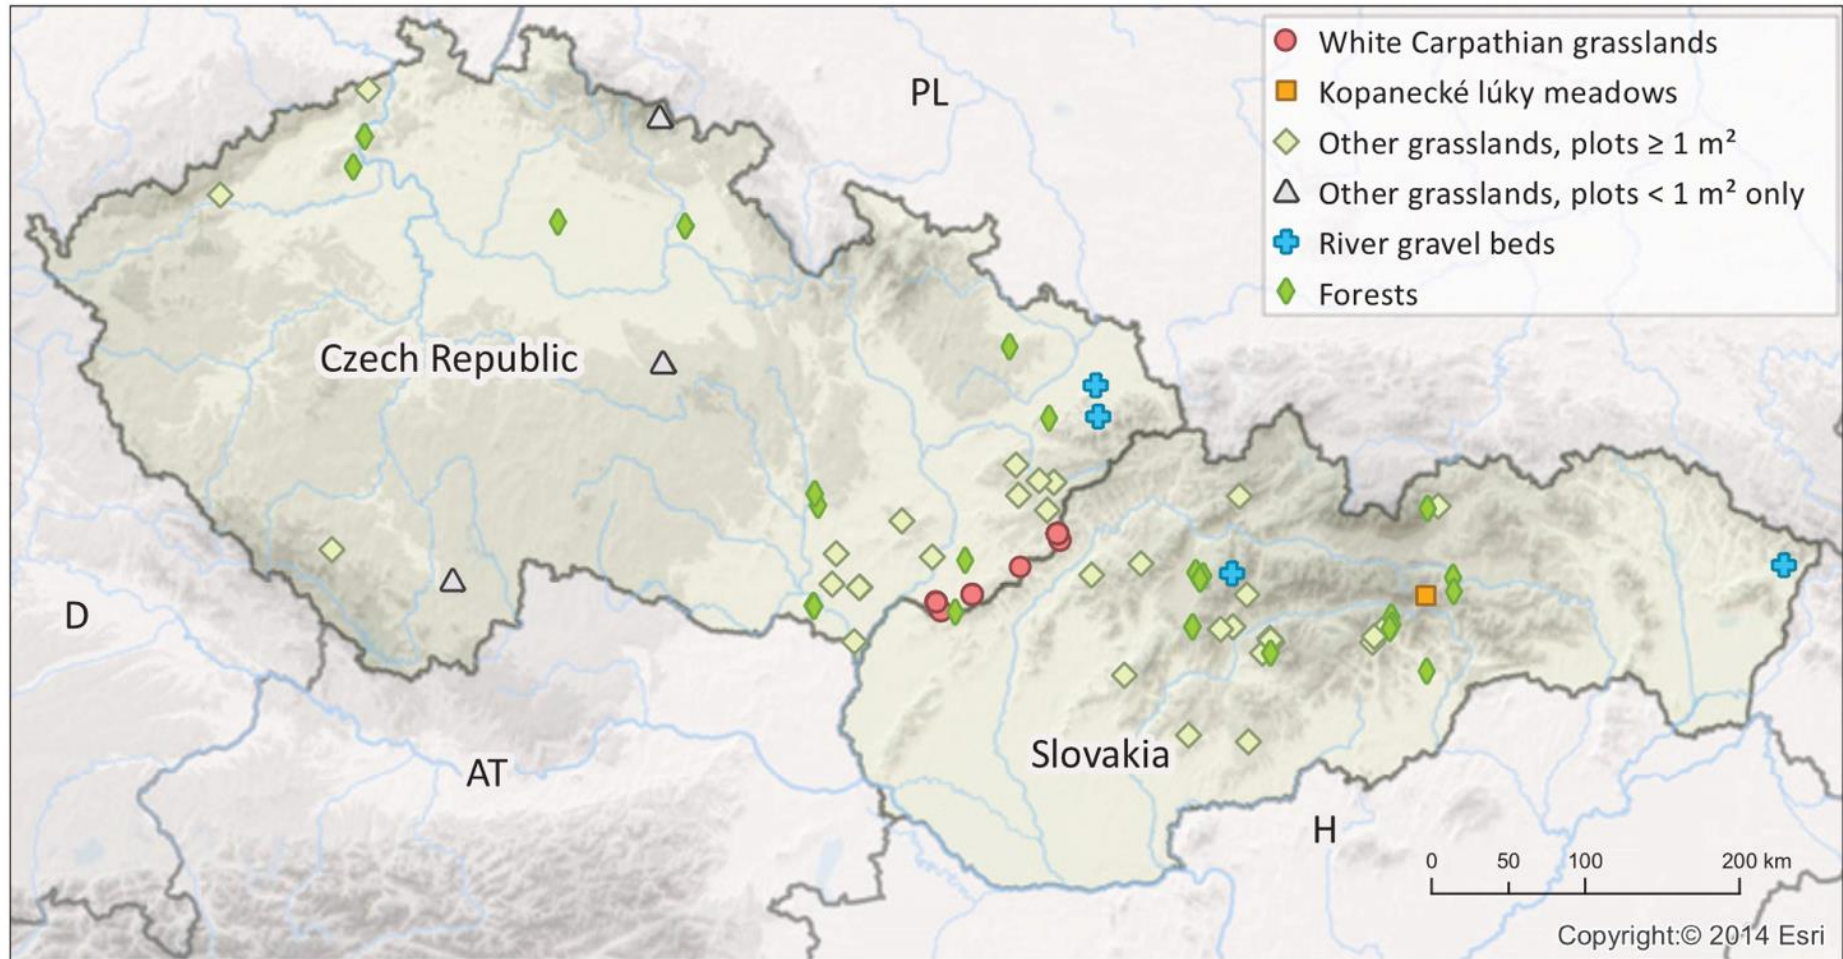 White Carpathian grasslands
Kopanecké lúky meadows
Other grasslands, plots ≥ 1 m²
Other grasslands, plots < 1 m² only
River gravel beds
Forests
PL
Czech Republic
D
Slovakia
AT
H
0 50 100 200 km
Copyright:© 2014 Esri